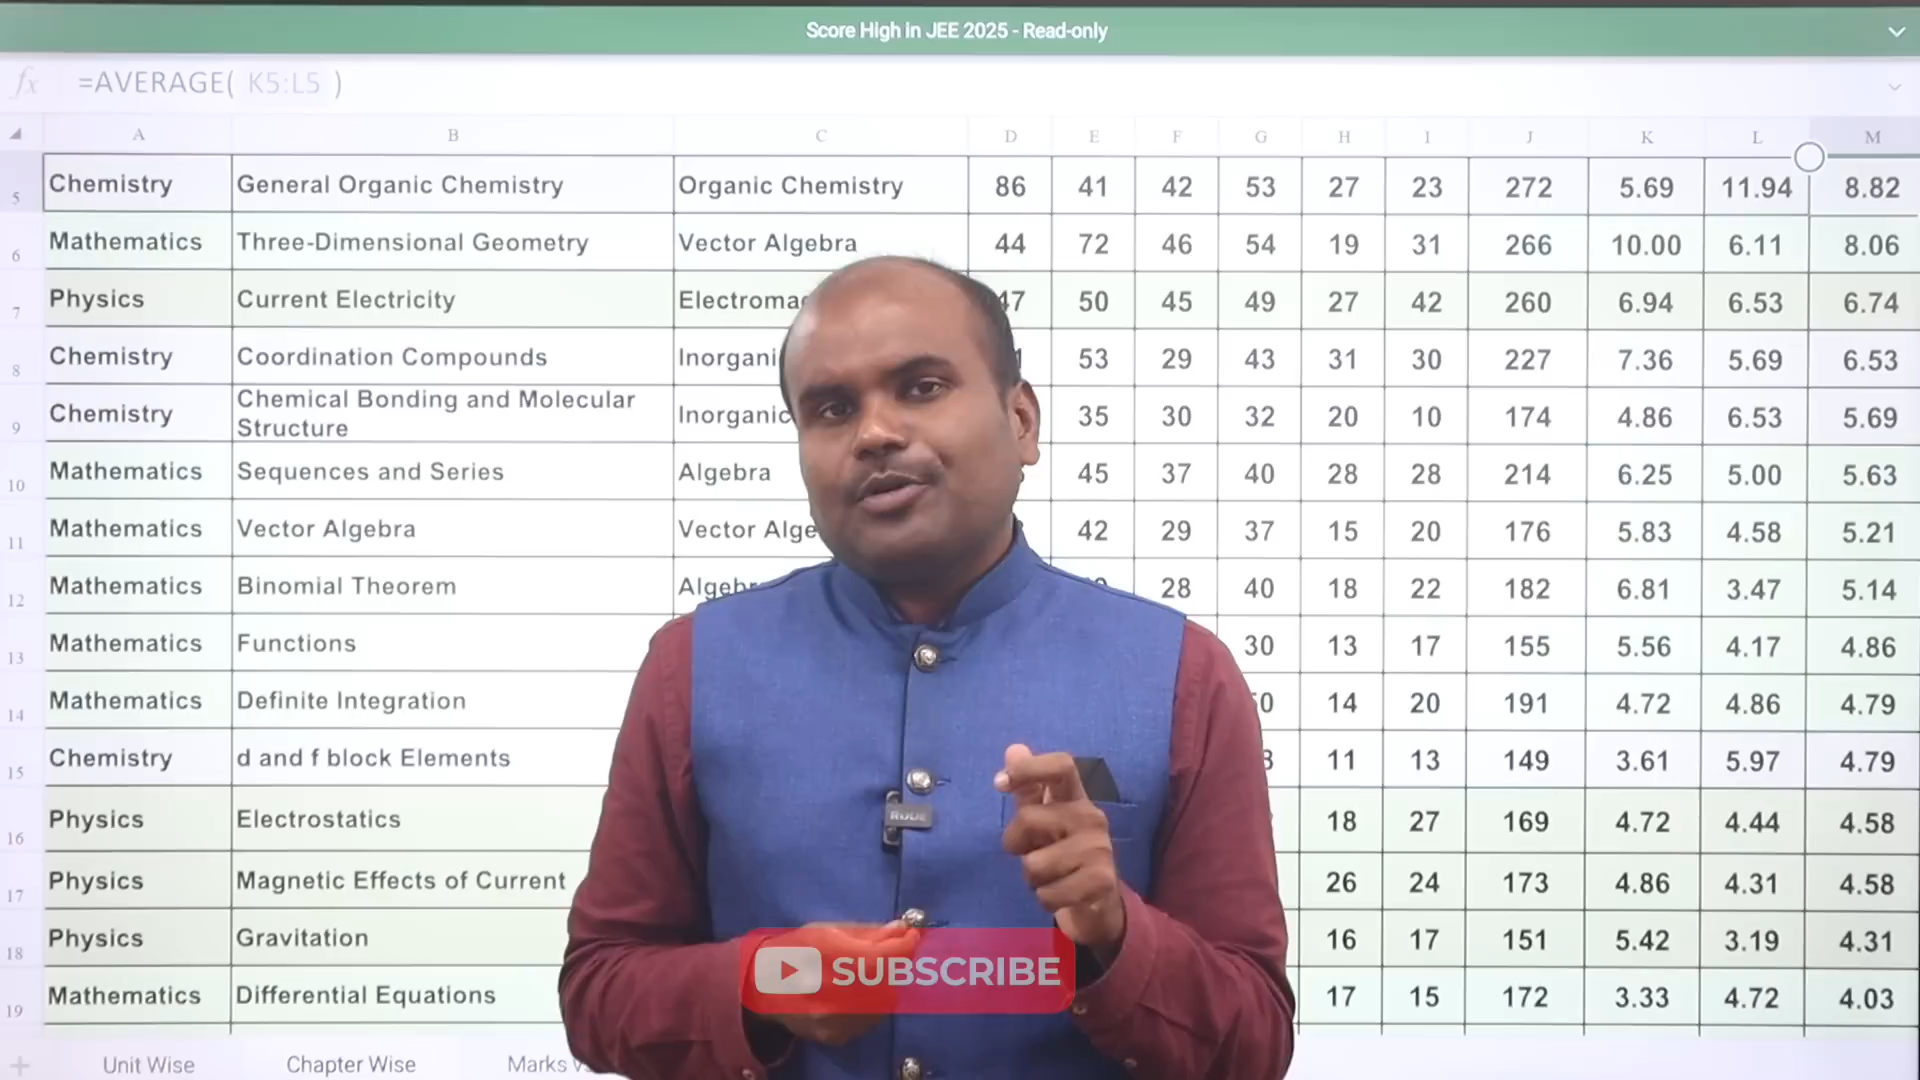 Score High in JEE 2025 - Read-only
fx =AVERAGE( K5:L5 )
A B C D E F G H I J K L M
5 Chemistry General Organic Chemistry Organic Chemistry 86 41 42 53 27 23 272 5.69 11.94 8.82
6 Mathematics Three-Dimensional Geometry Vector Algebra 44 72 46 54 19 31 266 10.00 6.11 8.06
7 Physics Current Electricity 47 50 45 49 27 42 260 6.94 6.53 6.74
8 Chemistry Coordination Compounds 53 29 43 31 30 227 7.36 5.69 6.53
9 Chemistry Chemical Bonding and Molecular
Structure Inorganic 35 30 32 20 10 174 4.86 6.53 5.69
10 Mathematics Sequences and Series Algebra 45 37 40 28 28 214 6.25 5.00 5.63
11 Mathematics Vector Algebra Vector 42 29 37 15 20 176 5.83 4.58 5.21
12 Mathematics Binomial Theorem 28 40 18 22 182 6.81 3.47 5.14
13 Mathematics Functions 30 13 17 155 5.56 4.17 4.86
14 Mathematics Definite Integration 14 20 191 4.72 4.86 4.79
15 Chemistry d and f block Elements 11 13 149 3.61 5.97 4.79
16 Physics Electrostatics 18 27 169 4.72 4.44 4.58
17 Physics Magnetic Effects of Current 26 24 173 4.86 4.31 4.58
18 Physics Gravitation 16 17 151 5.42 3.19 4.31
19 Mathematics Differential Equations 17 15 172 3.33 4.72 4.03
RODE
SUBSCRIBE
Unit Wise Chapter Wise Marks